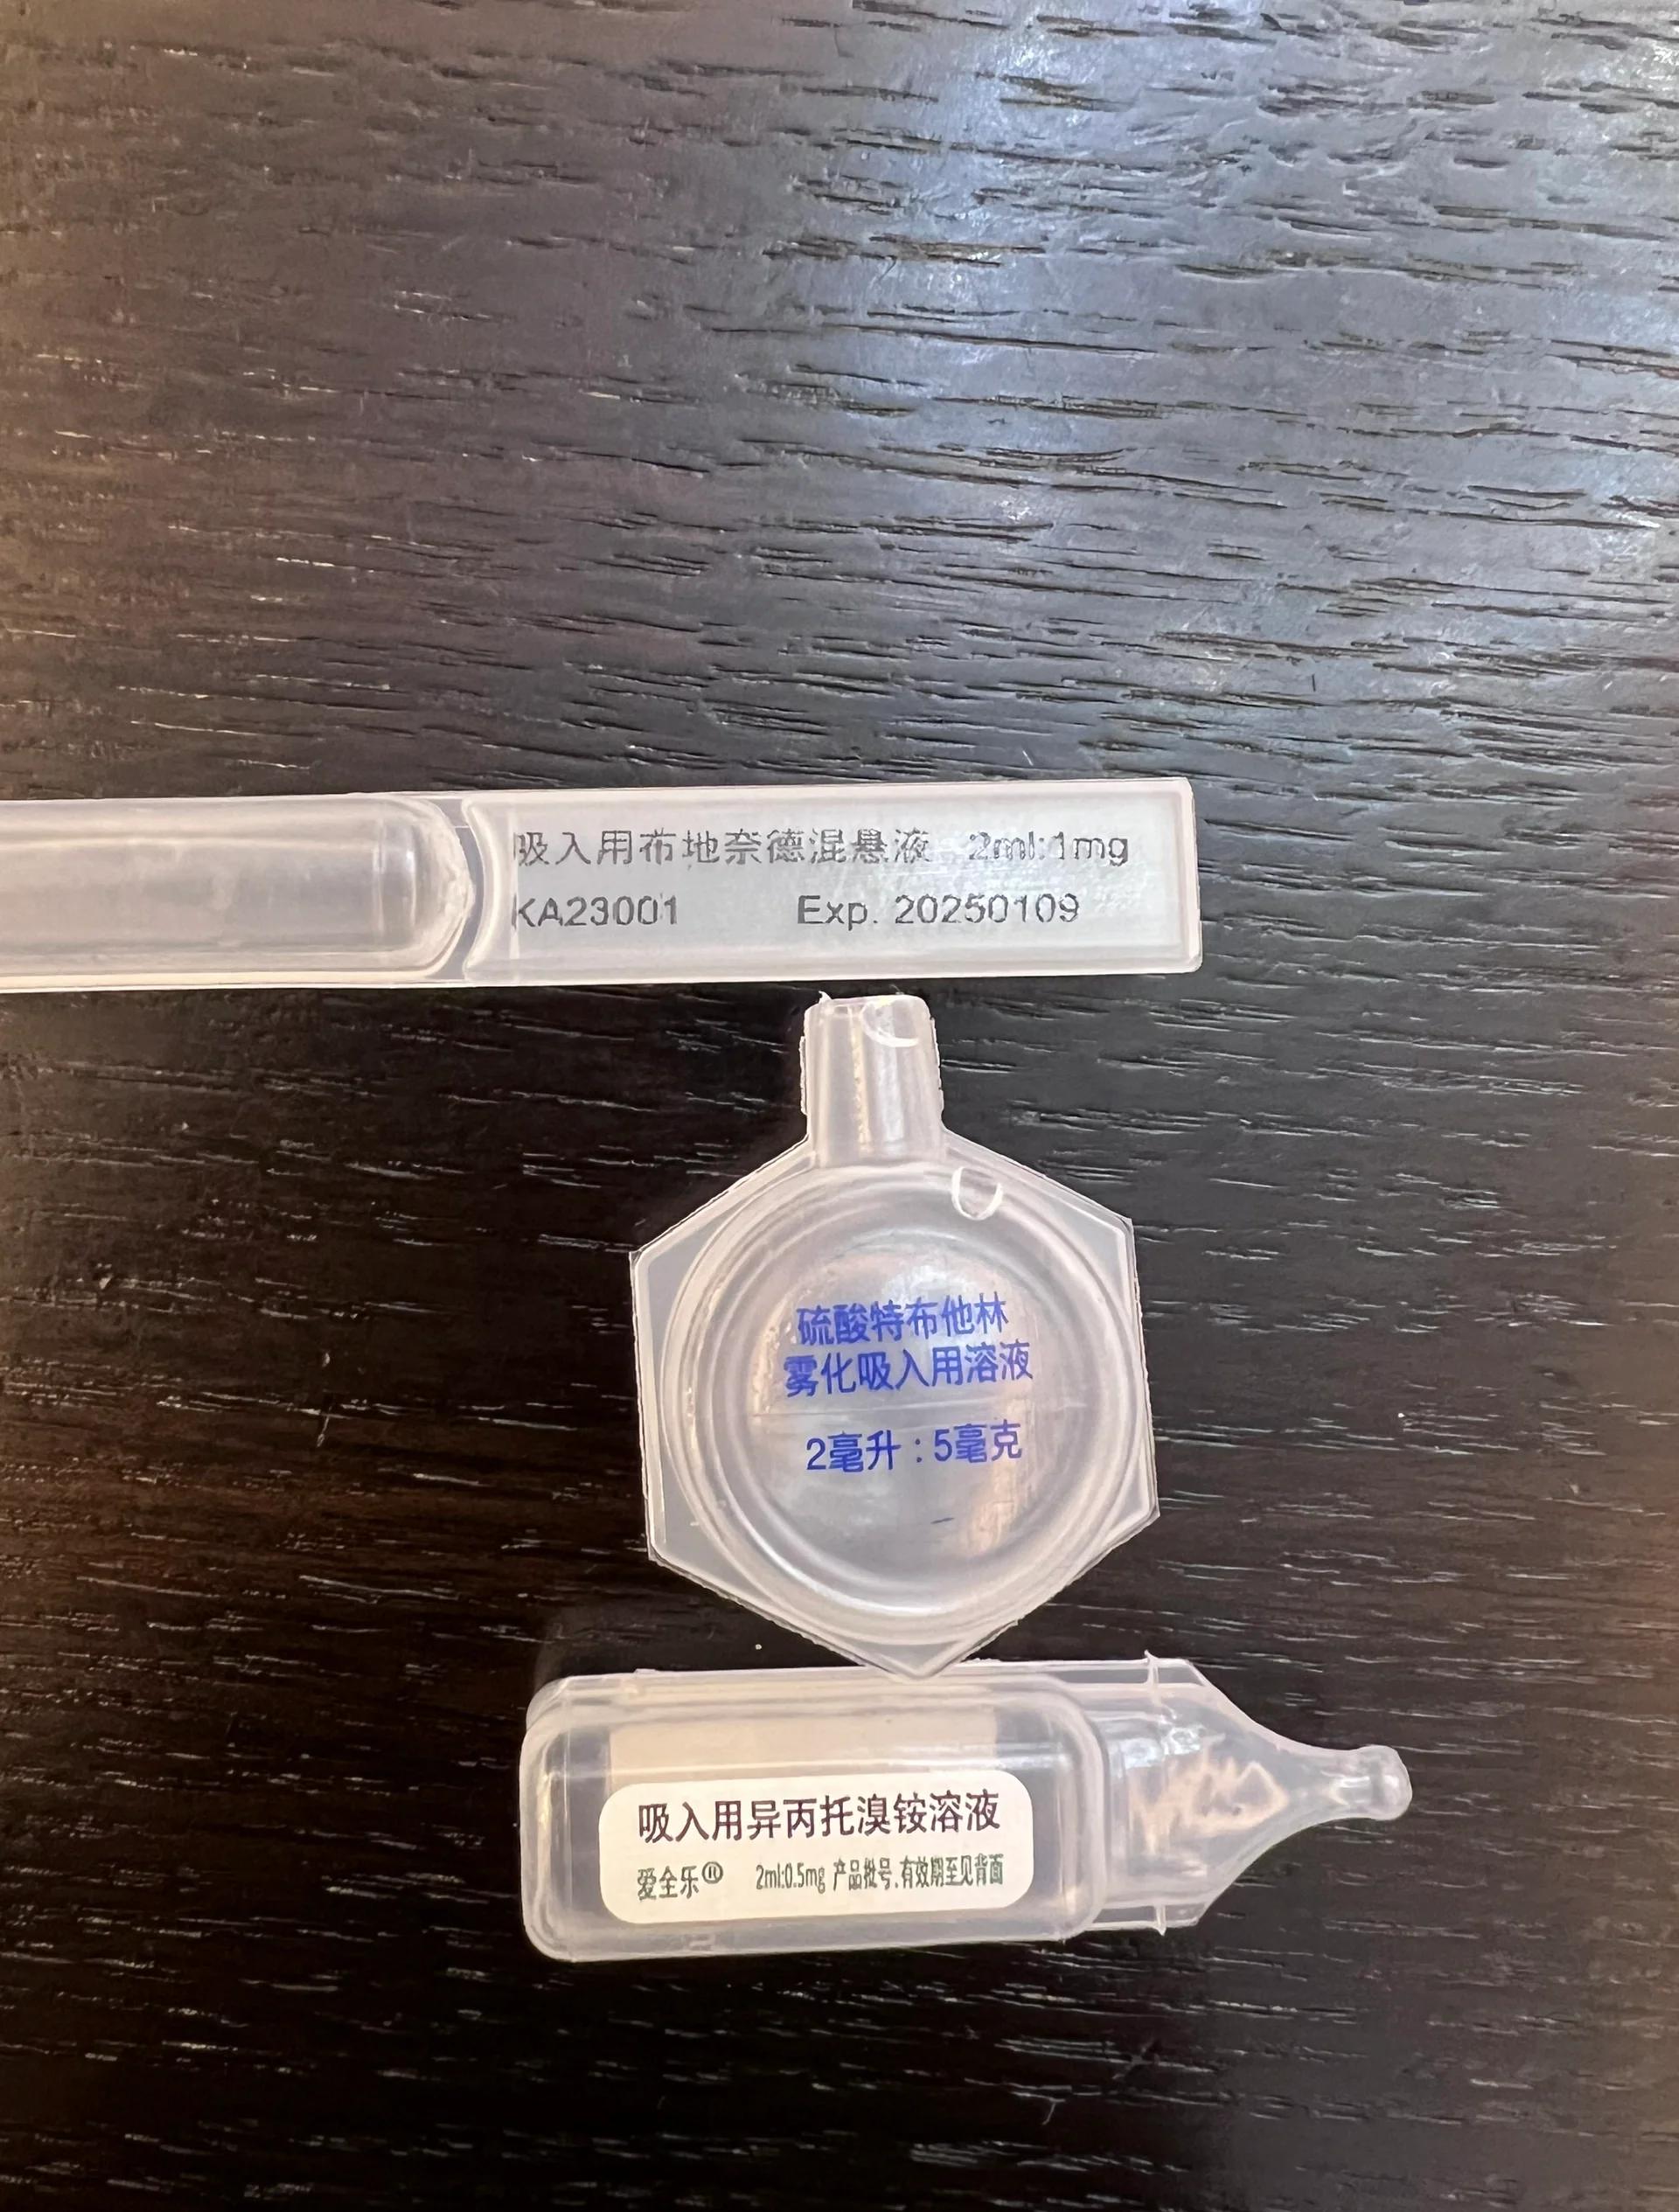 吸入用布地奈德混悬液 2ml:1mg
KA23001 Exp. 20250109
硫酸特布他林
雾化吸入用溶液
2毫升:5毫克
吸入用异丙托溴铵溶液
爱全乐® 2ml:0.5mg 产品批号,有效期至见背面